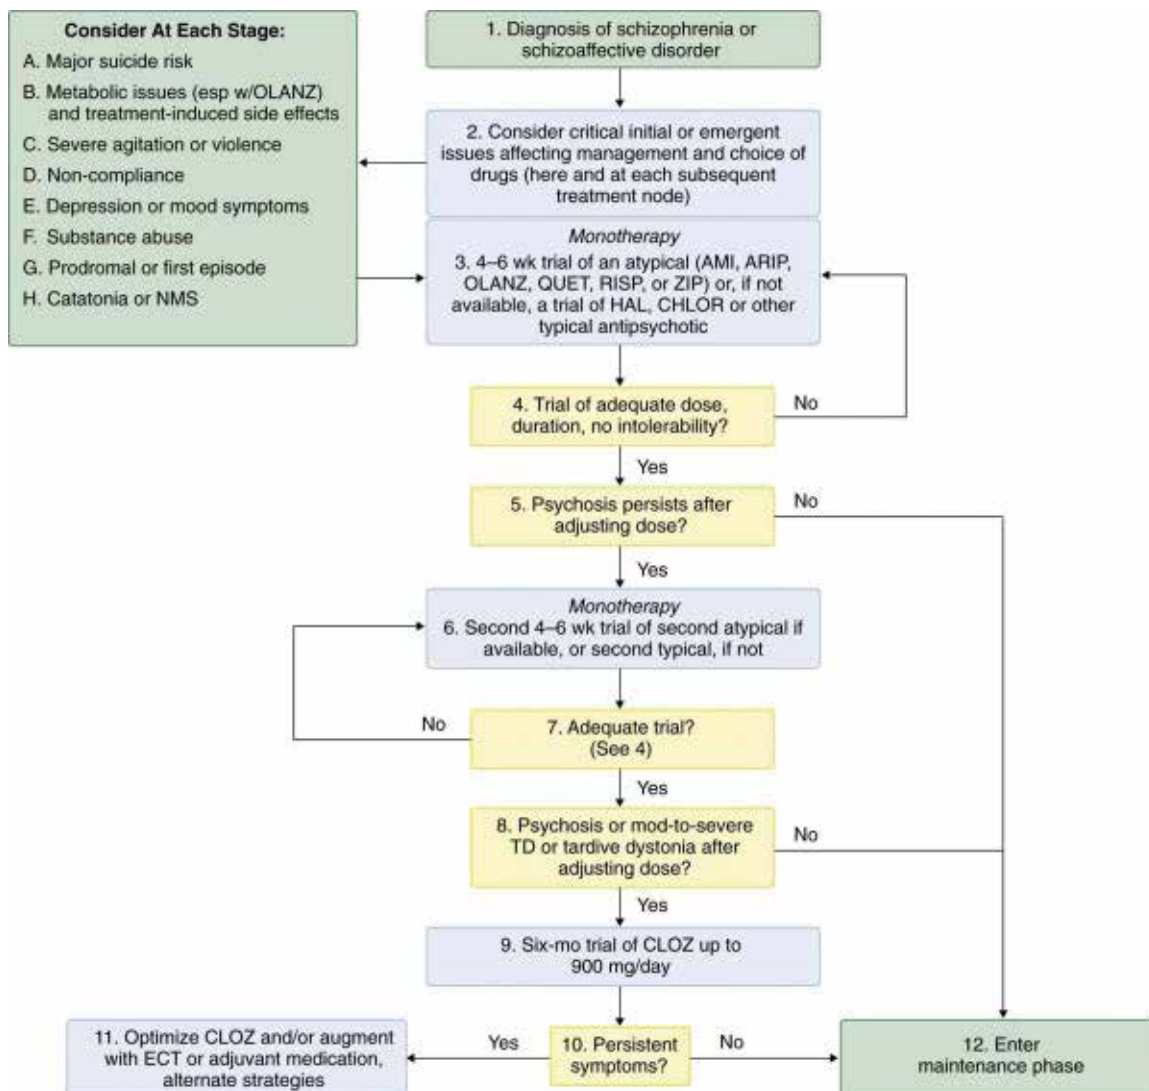 Consider At Each Stage:
A. Major suicide risk
B. Metabolic issues (esp w/OLANZ)
and treatment-induced side effects
C. Severe agitation or violence
D. Non-compliance
E. Depression or mood symptoms
F. Substance abuse
G. Prodromal or first episode
H. Catatonia or NMS
1. Diagnosis of schizophrenia or
schizoaffective disorder
2. Consider critical initial or emergent
issues affecting management and choice of
drugs (here and at each subsequent
treatment node)
Monotherapy
3. 4–6 wk trial of an atypical (AMI, ARIP,
OLANZ, QUET, RISP, or ZIP) or, if not
available, a trial of HAL, CHLOR or other
typical antipsychotic
4. Trial of adequate dose,
duration, no intolerability?
No
Yes
5. Psychosis persists after
adjusting dose?
No
Yes
Monotherapy
6. Second 4–6 wk trial of second atypical if
available, or second typical, if not
7. Adequate trial?
(See 4)
No
Yes
8. Psychosis or mod-to-severe
TD or tardive dystonia after
adjusting dose?
No
Yes
9. Six-mo trial of CLOZ up to
900 mg/day
10. Persistent
symptoms?
Yes
No
11. Optimize CLOZ and/or augment
with ECT or adjuvant medication,
alternate strategies
12. Enter
maintenance phase